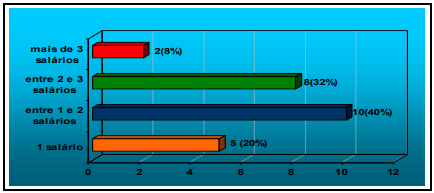 mais de 3
salários
2(8%)
entre 2 e 3
salários
8(32%)
entre 1 e 2
salários
10(40%)
1 salário
5 (20%)
0 2 4 6 8 10 12